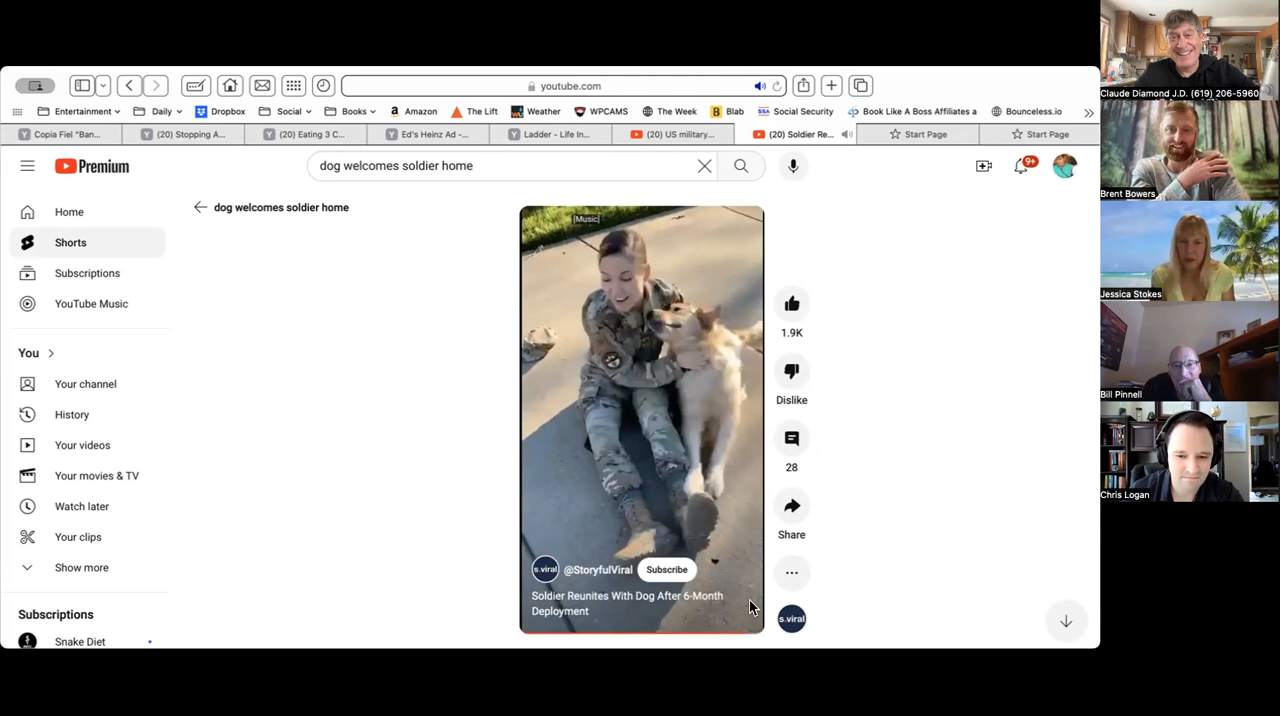 youtube.com
Entertainment
Daily
Dropbox
Social
Books
Amazon
The Lift
Weather
WPCAMS
The Week
Blab
Social Security
Book Like A Boss Affiliates a
Bounceless.io
Copia Fiel "Ban...
(20) Stopping A...
(20) Eating 3 C...
Ed's Heinz Ad -...
Ladder - Life In...
(20) US military...
(20) Soldier Re...
Start Page
Start Page
Premium
dog welcomes soldier home
9+
Home
Shorts
Subscriptions
YouTube Music
You
Your channel
History
Your videos
Your movies & TV
Watch later
Your clips
Show more
Subscriptions
Snake Diet
dog welcomes soldier home
[Music]
s.viral
@StoryfulViral
Subscribe
Soldier Reunites With Dog After 6-Month
Deployment
1.9K
Dislike
28
Share
s.viral
Claude Diamond J.D. (619) 206-5960
Brent Bowers
Jessica Stokes
Bill Pinnell
Chris Logan